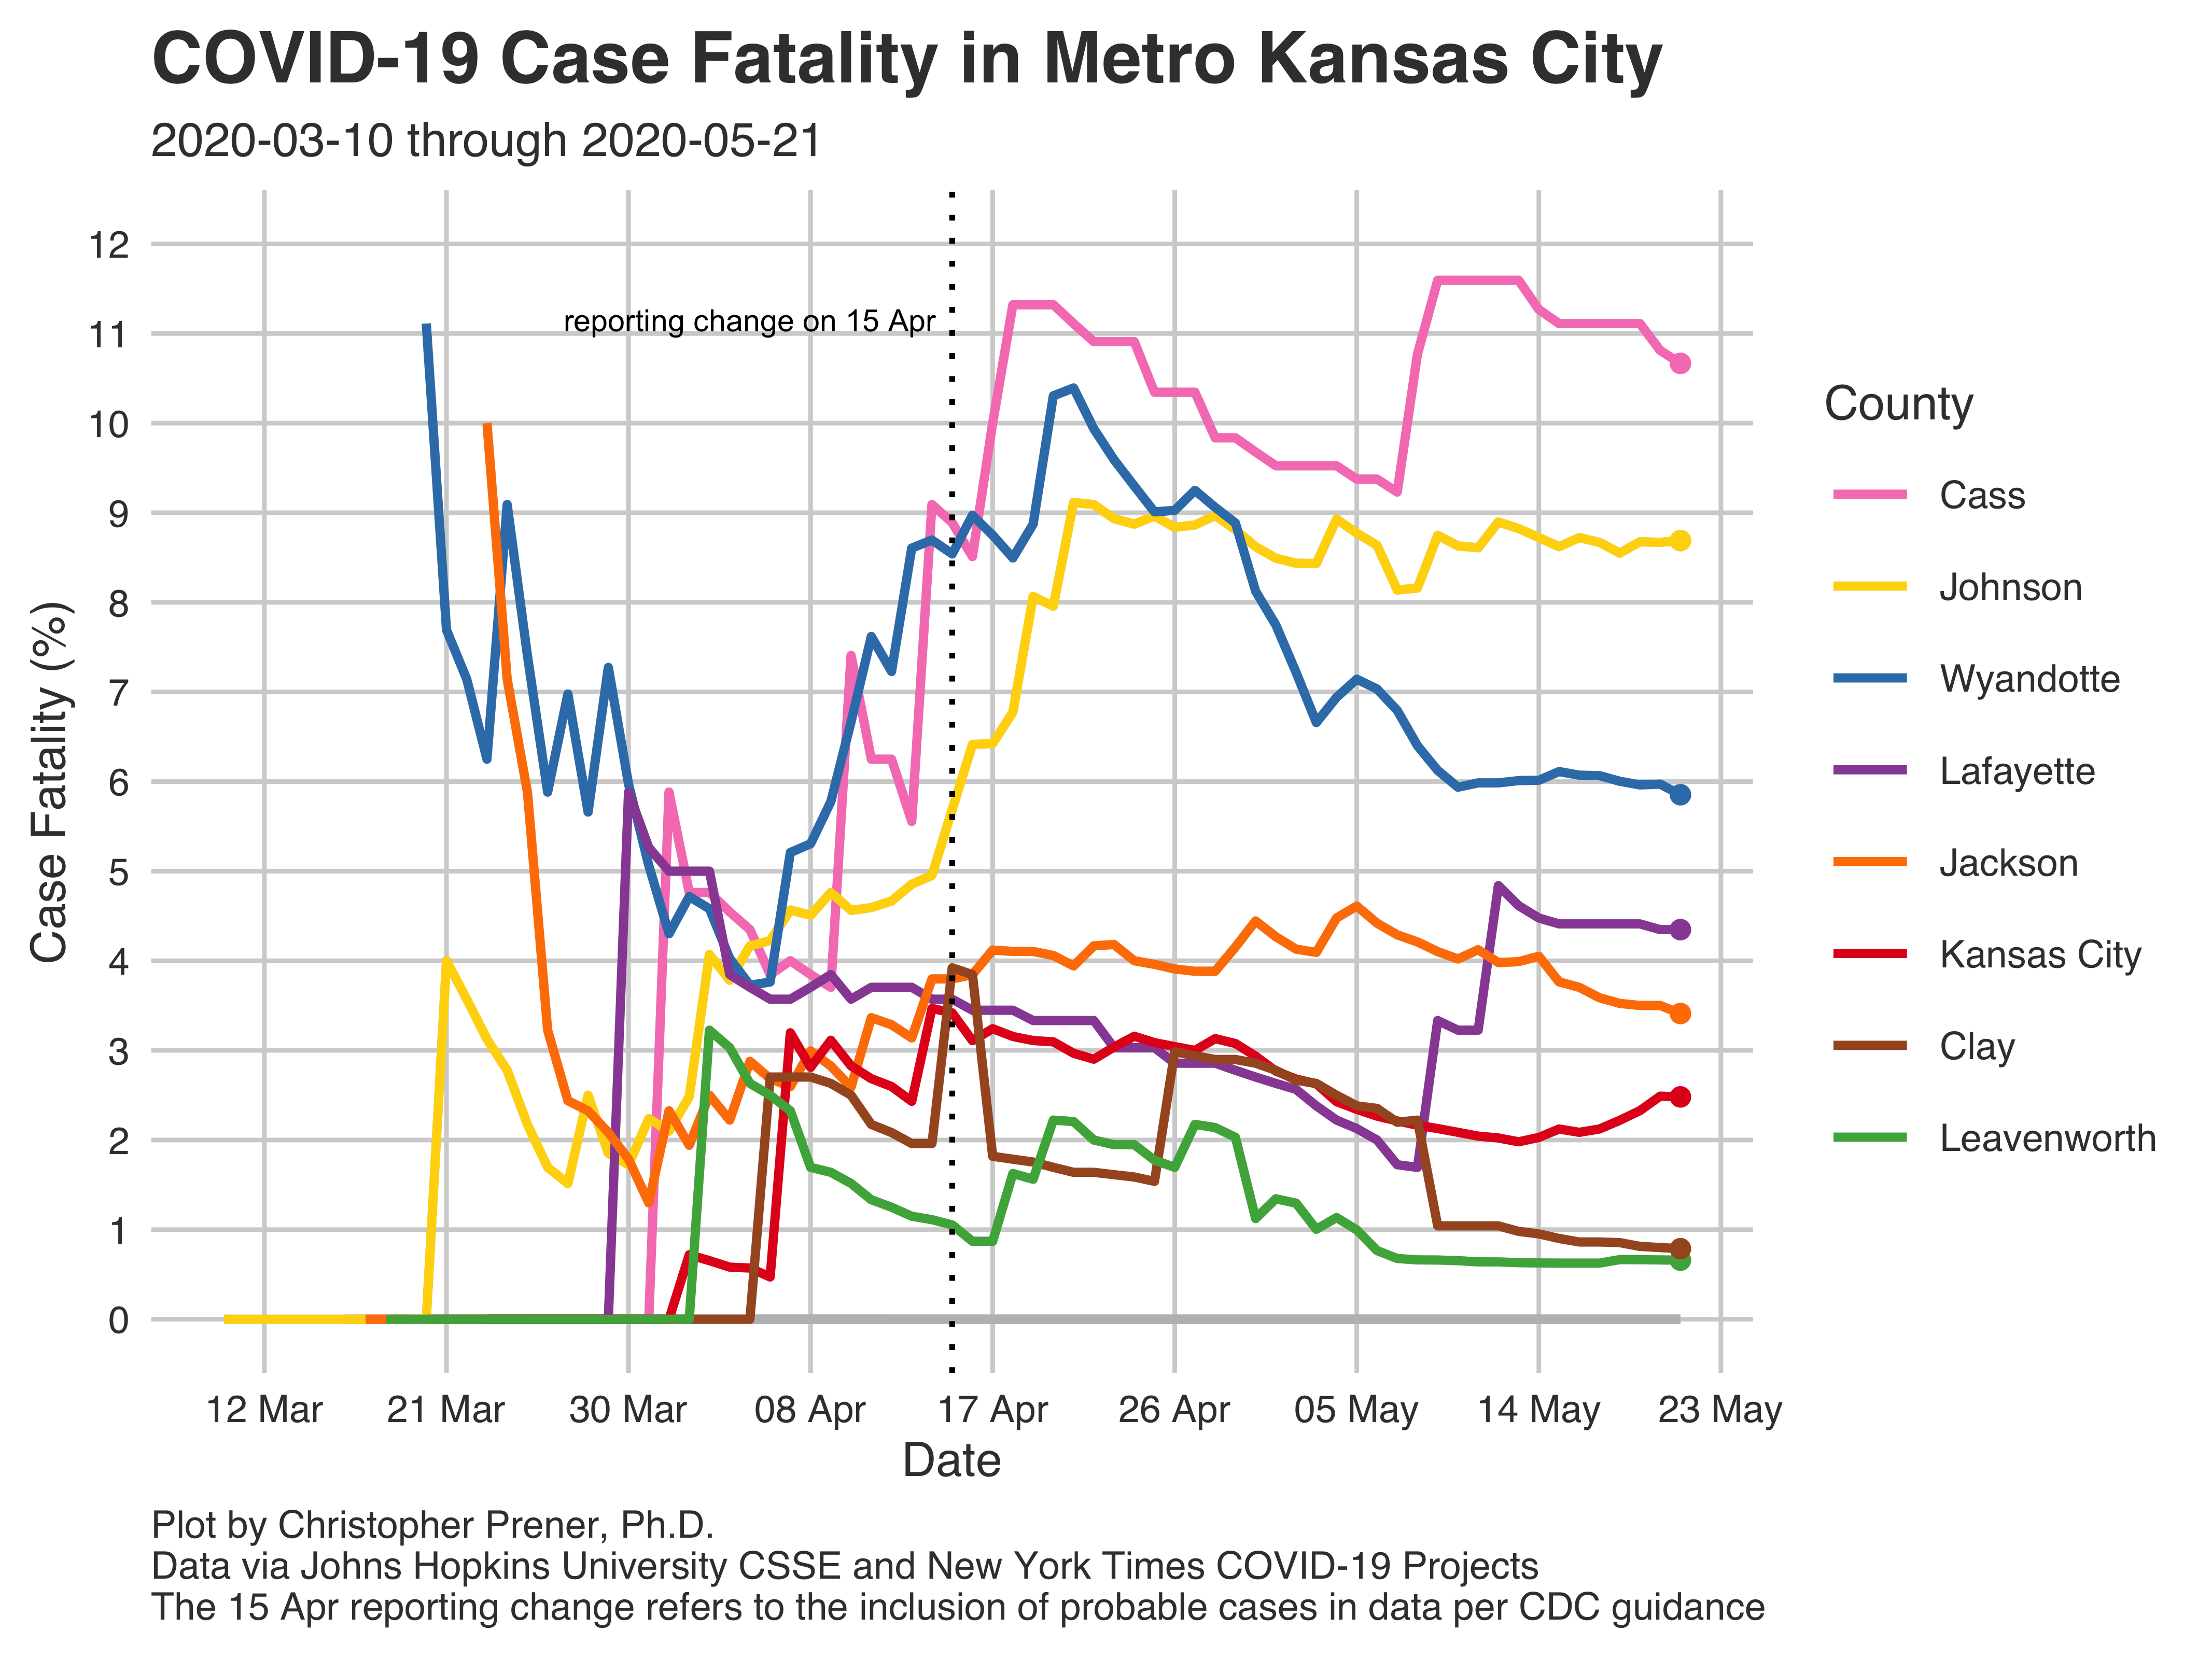 COVID-19 Case Fatality in Metro Kansas City
2020-03-10 through 2020-05-21
12
11
10
9
8
7
6
5
4
3
2
1
0
Case Fatality (%)
reporting change on 15 Apr
12 Mar
21 Mar
30 Mar
08 Apr
17 Apr
26 Apr
05 May
14 May
23 May
Date
County
Cass
Johnson
Wyandotte
Lafayette
Jackson
Kansas City
Clay
Leavenworth
Plot by Christopher Prener, Ph.D.
Data via Johns Hopkins University CSSE and New York Times COVID-19 Projects
The 15 Apr reporting change refers to the inclusion of probable cases in data per CDC guidance